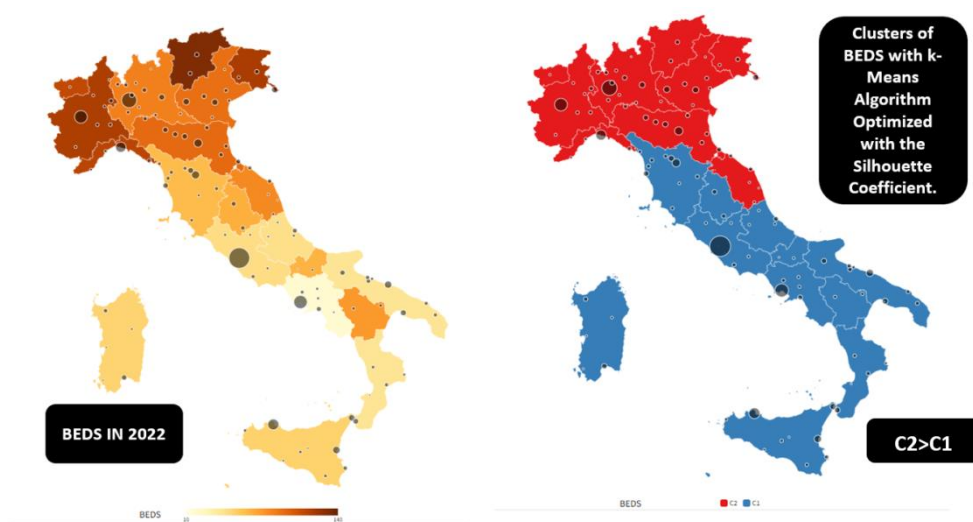 Clusters of
BEDS with k-
Means
Algorithm
Optimized
with the
Silhouette
Coefficient.
BEDS IN 2022
C2>C1
BEDS
BEDS C2 C1